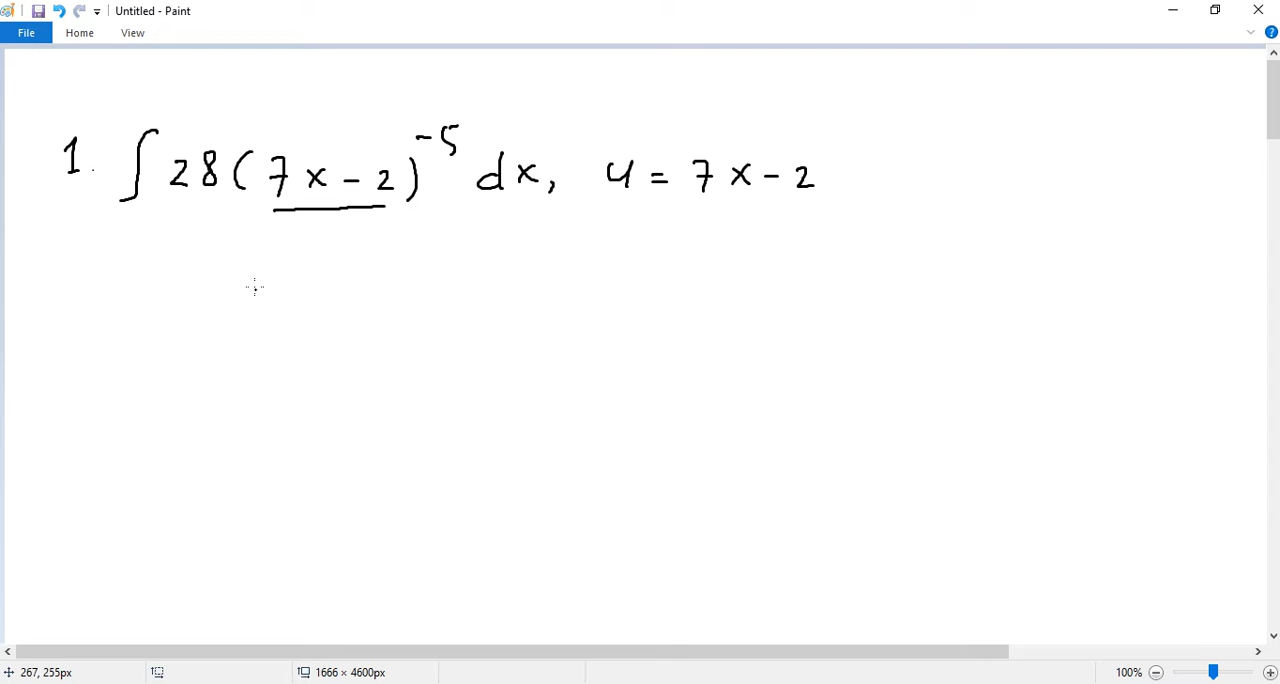 Untitled - Paint
File Home View
1. ∫ 28(7x - 2)^-5 dx, u = 7x - 2
267, 255px 1666 × 4600px 100%